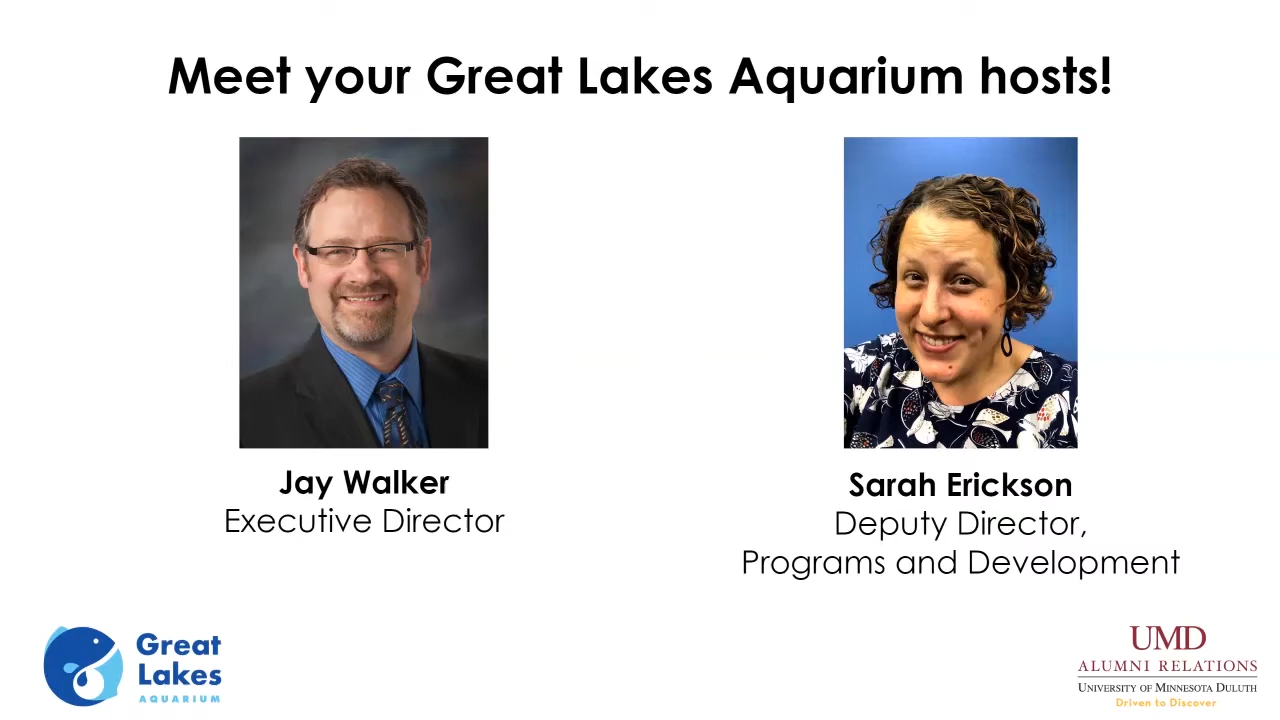 Meet your Great Lakes Aquarium hosts!
Jay Walker
Executive Director
Sarah Erickson
Deputy Director,
Programs and Development
Great
Lakes
AQUARIUM
UMD
ALUMNI RELATIONS
UNIVERSITY OF MINNESOTA DULUTH
Driven to Discover